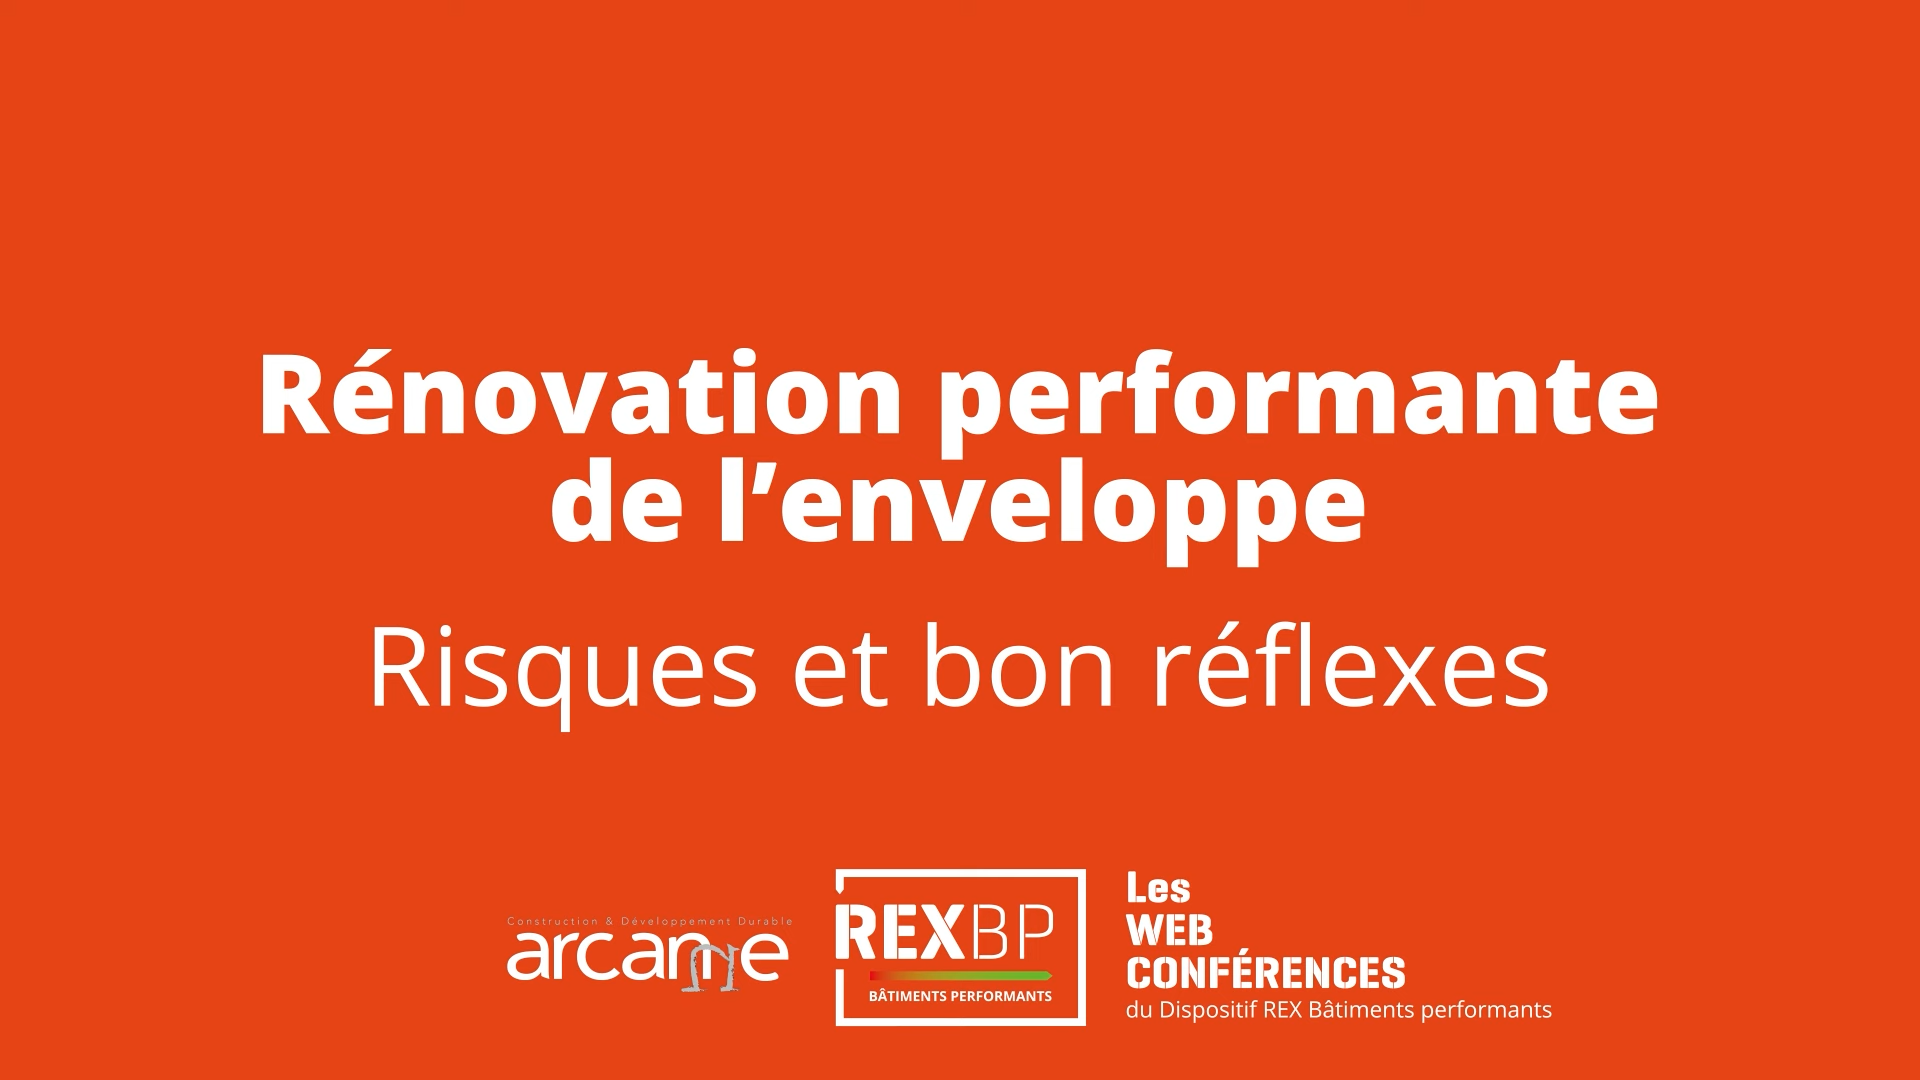 Rénovation performante
de l’enveloppe
Risques et bon réflexes
Construction & Développement Durable
arcanne
REXBP
BÂTIMENTS PERFORMANTS
Les
WEB
CONFÉRENCES
du Dispositif REX Bâtiments performants